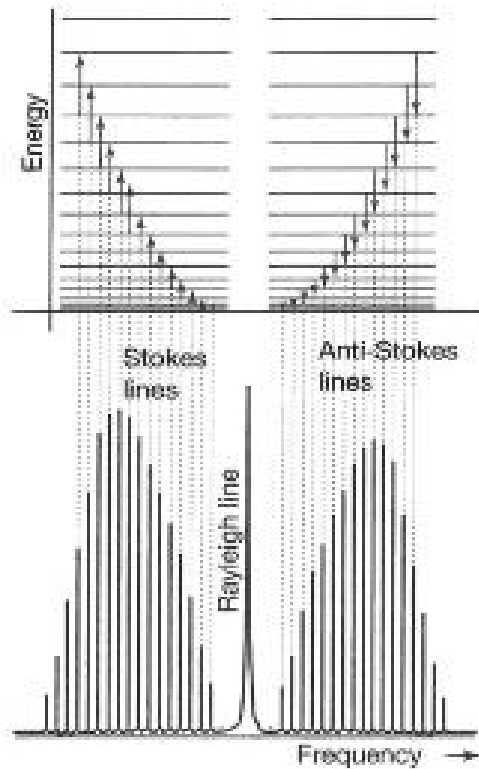 Energy
Stokes
lines
Anti-Stokes
lines
Rayleigh line
Frequency